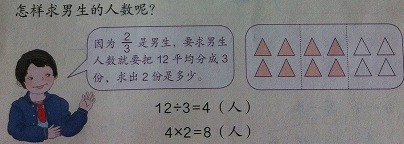 怎样求男生的人数呢？
因为 2/3 是男生，要求男生
人数就要把 12 平均分成 3
份，求出 2 份是多少。
12÷3=4（人）
4×2=8（人）